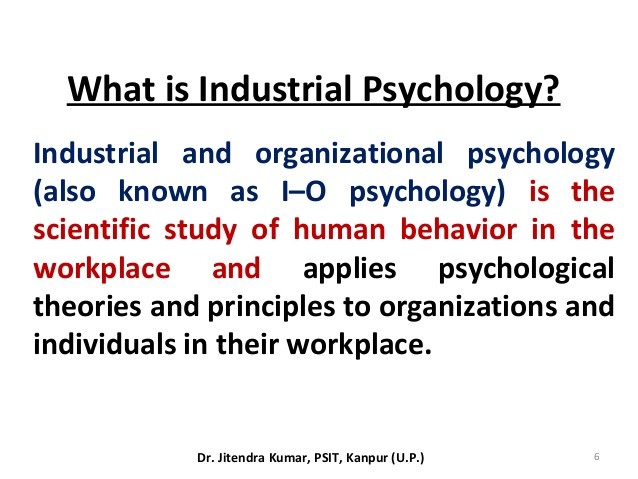 What is Industrial Psychology?
Industrial and organizational psychology
(also known as I–O psychology) is the
scientific study of human behavior in the
workplace and applies psychological
theories and principles to organizations and
individuals in their workplace.
Dr. Jitendra Kumar, PSIT, Kanpur (U.P.)
6